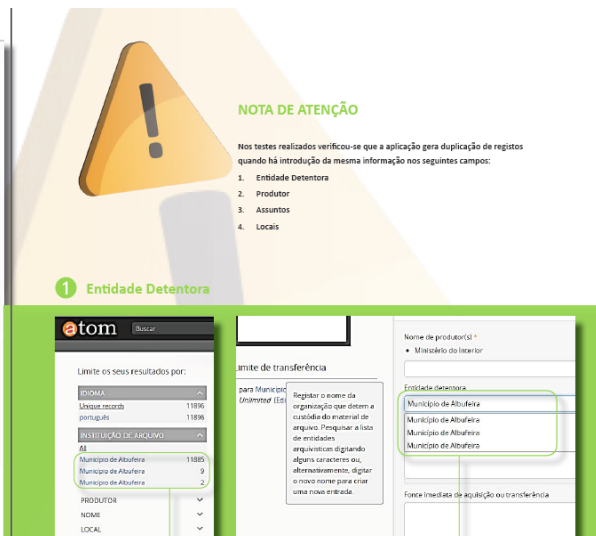 NOTA DE ATENÇÃO
Nos testes realizados verificou-se que a aplicação gera duplicação de registos
quando há introdução da mesma informação nos seguintes campos:
1. Entidade Detentora
2. Produtor
3. Assuntos
4. Locais
1 Entidade Detentora
atom
Buscar
Limite os seus resultados por:
IDIOMA
Unique records 11896
português 11896
INSTITUIÇÃO DE ARQUIVO
All
Município de Albufeira 11885
Município de Albufeira 9
Município de Albufeira 2
PRODUTOR
NOME
LOCAL
imite de transferência
para Município
Unlimited (Edi
Registar o nome da
organização que detem a
custódia do material de
arquivo. Pesquisar a lista
de entidades
arquivísticas digitando
alguns caracteres ou,
alternativamente, digitar
o novo nome para criar
uma nova entrada.
Nome de produtor(s) *
• Ministério do Interior
Entidade detentora
Município de Albufeira
Município de Albufeira
Município de Albufeira
Município de Albufeira
Fonte imediata de aquisição ou transferência